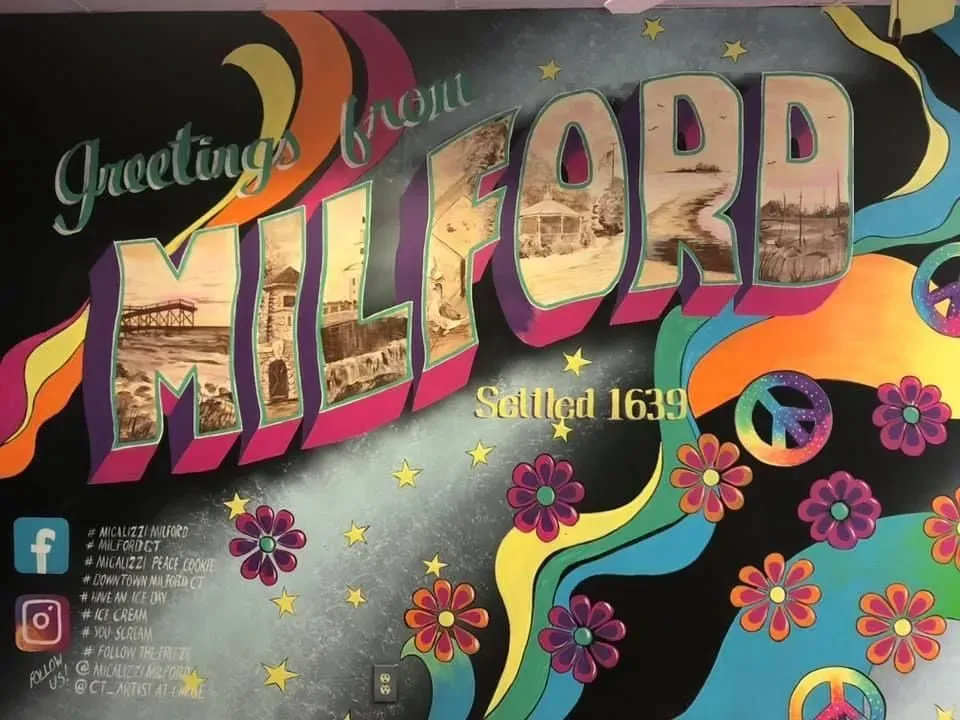 Greetings from
MILFORD
Settled 1639
f
# MICALIZZI MILFORD
# MILFORDCT
# MICALIZZI PEACE COOKIE
# DOWNTOWN MILFORD CT
# HAVE AN ICE DAY
# ICE CREAM
# YOU SCREAM
# FOLLOW THE FREEZE
@ MICALIZZI MILFORD
@CT_ARTIST AT LARGE
FOLLOW
US!